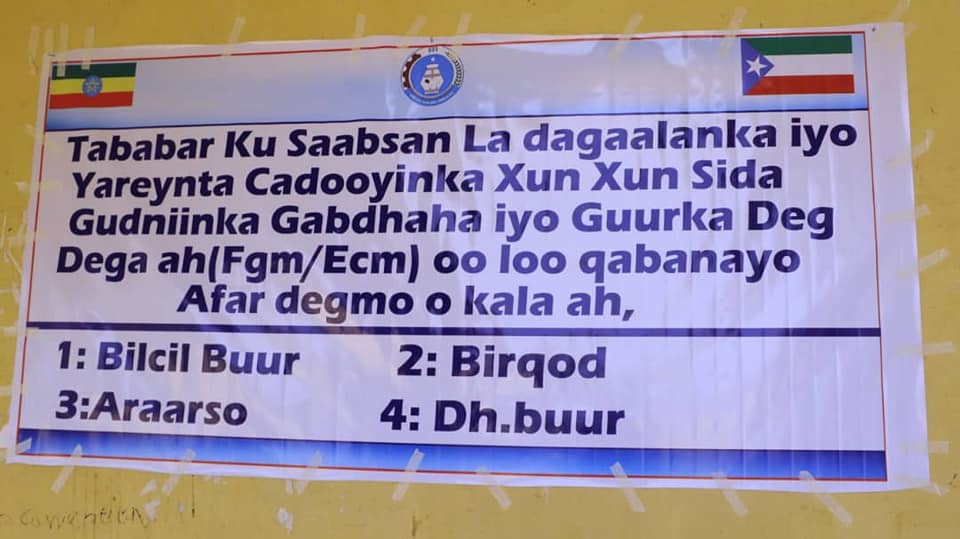 Tababar Ku Saabsan La dagaalanka iyo
Yareynta Cadooyinka Xun Xun Sida
Gudniinka Gabdhaha iyo Guurka Deg
Dega ah(Fgm/Ecm) oo loo qabanayo
Afar degmo o kala ah,
1: Bilcil Buur 2: Birqod
3:Araarso 4: Dh.buur